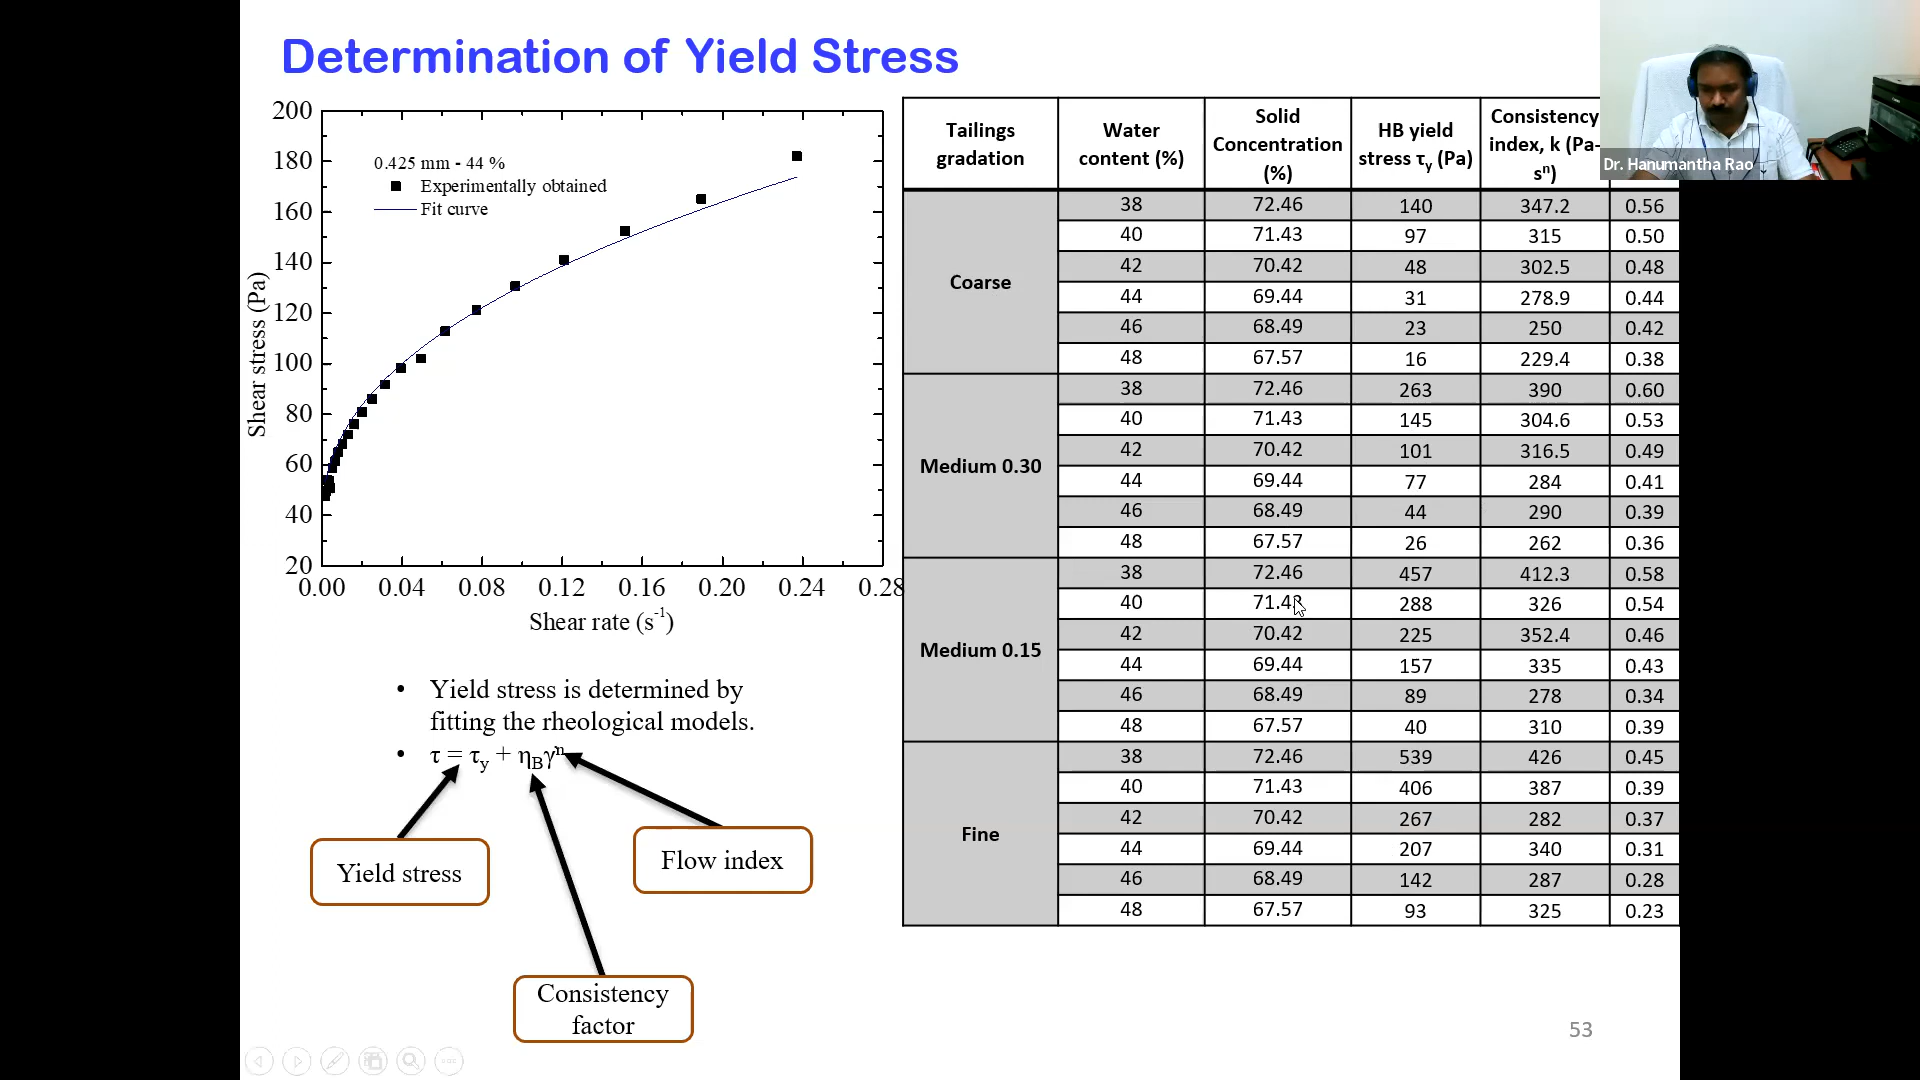 Determination of Yield Stress
200
180
160
140
120
100
80
60
40
20
0.00 0.04 0.08 0.12 0.16 0.20 0.24 0.28
Shear stress (Pa)
Shear rate (s-1)
0.425 mm - 44 %
Experimentally obtained
Fit curve
• Yield stress is determined by
fitting the rheological models.
• τ = τy + ηBγn
Yield stress
Flow index
Consistency
factor
Tailings gradation Water content (%) Solid Concentration (%) HB yield stress τy (Pa) Consistency index, k (Pa-sn)
Coarse
38 72.46 140 347.2 0.56
40 71.43 97 315 0.50
42 70.42 48 302.5 0.48
44 69.44 31 278.9 0.44
46 68.49 23 250 0.42
48 67.57 16 229.4 0.38
Medium 0.30
38 72.46 263 390 0.60
40 71.43 145 304.6 0.53
42 70.42 101 316.5 0.49
44 69.44 77 284 0.41
46 68.49 44 290 0.39
48 67.57 26 262 0.36
Medium 0.15
38 72.46 457 412.3 0.58
40 71.43 288 326 0.54
42 70.42 225 352.4 0.46
44 69.44 157 335 0.43
46 68.49 89 278 0.34
48 67.57 40 310 0.39
Fine
38 72.46 539 426 0.45
40 71.43 406 387 0.39
42 70.42 267 282 0.37
44 69.44 207 340 0.31
46 68.49 142 287 0.28
48 67.57 93 325 0.23
Dr. Hanumantha Rao
53